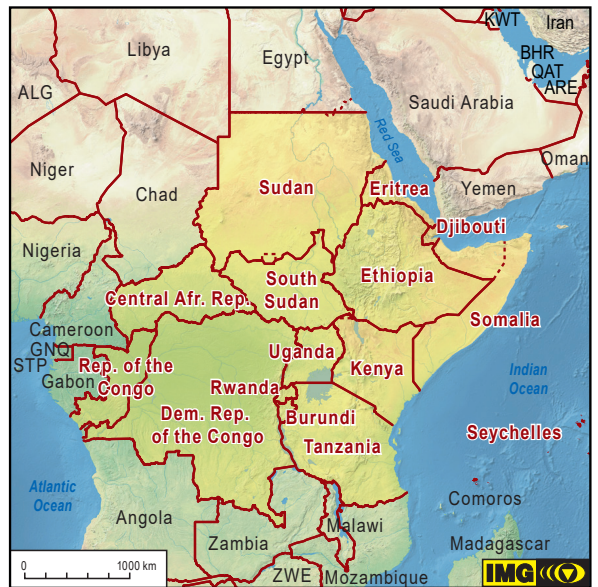 KWT
Iran
Libya
Egypt
BHR
QAT
ARE
ALG
Saudi Arabia
Red Sea
Oman
Niger
Chad
Sudan
Eritrea
Yemen
Djibouti
Nigeria
South
Sudan
Ethiopia
Central Afr. Rep.
Somalia
Cameroon
GNQ
STP
Gabon
Rep. of the
Congo
Uganda
Kenya
Indian
Ocean
Rwanda
Dem. Rep.
of the Congo
Burundi
Tanzania
Seychelles
Atlantic
Ocean
Comoros
Angola
Malawi
Zambia
Madagascar
ZWE
Mozambique
0 1000 km
IMG